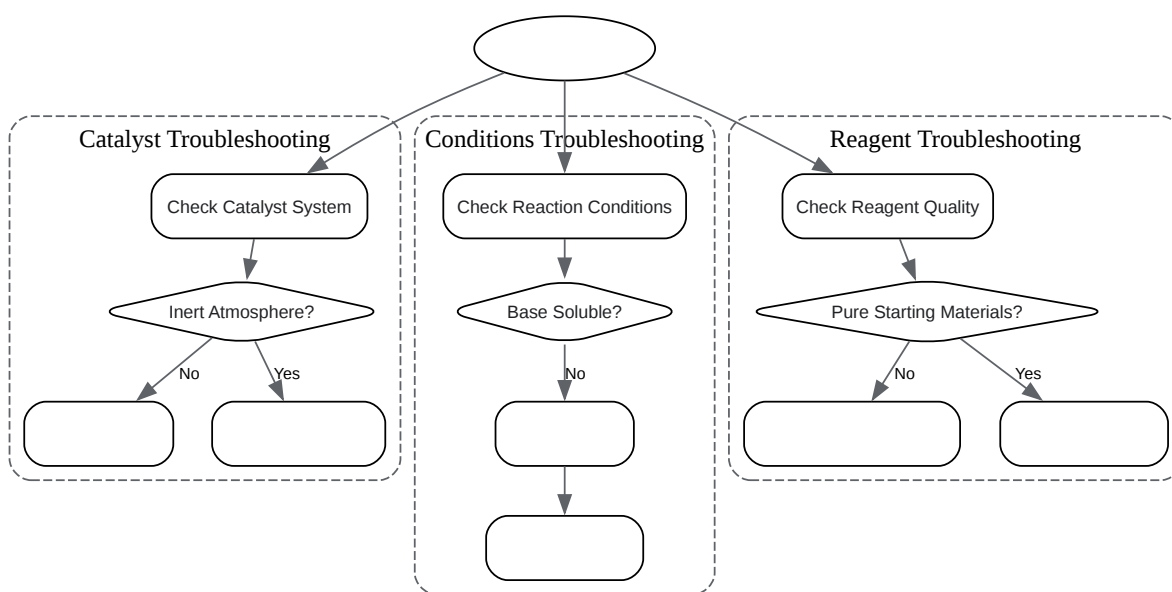 Catalyst Troubleshooting
Conditions Troubleshooting
Reagent Troubleshooting
Check Catalyst System
Check Reaction Conditions
Check Reagent Quality
Inert Atmosphere?
Base Soluble?
Pure Starting Materials?
No
Yes
No
No
Yes